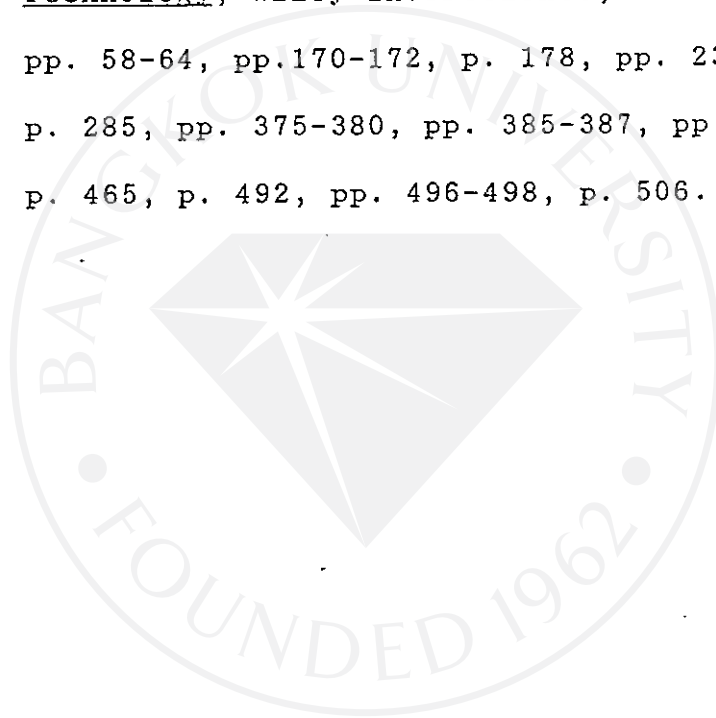 pp. 58-64, pp.170-172, p. 178, pp. 23
p. 285, pp. 375-380, pp. 385-387, pp
p. 465, p. 492, pp. 496-498, p. 506.
BANGKOK UNIVERSITY
FOUNDED 1962